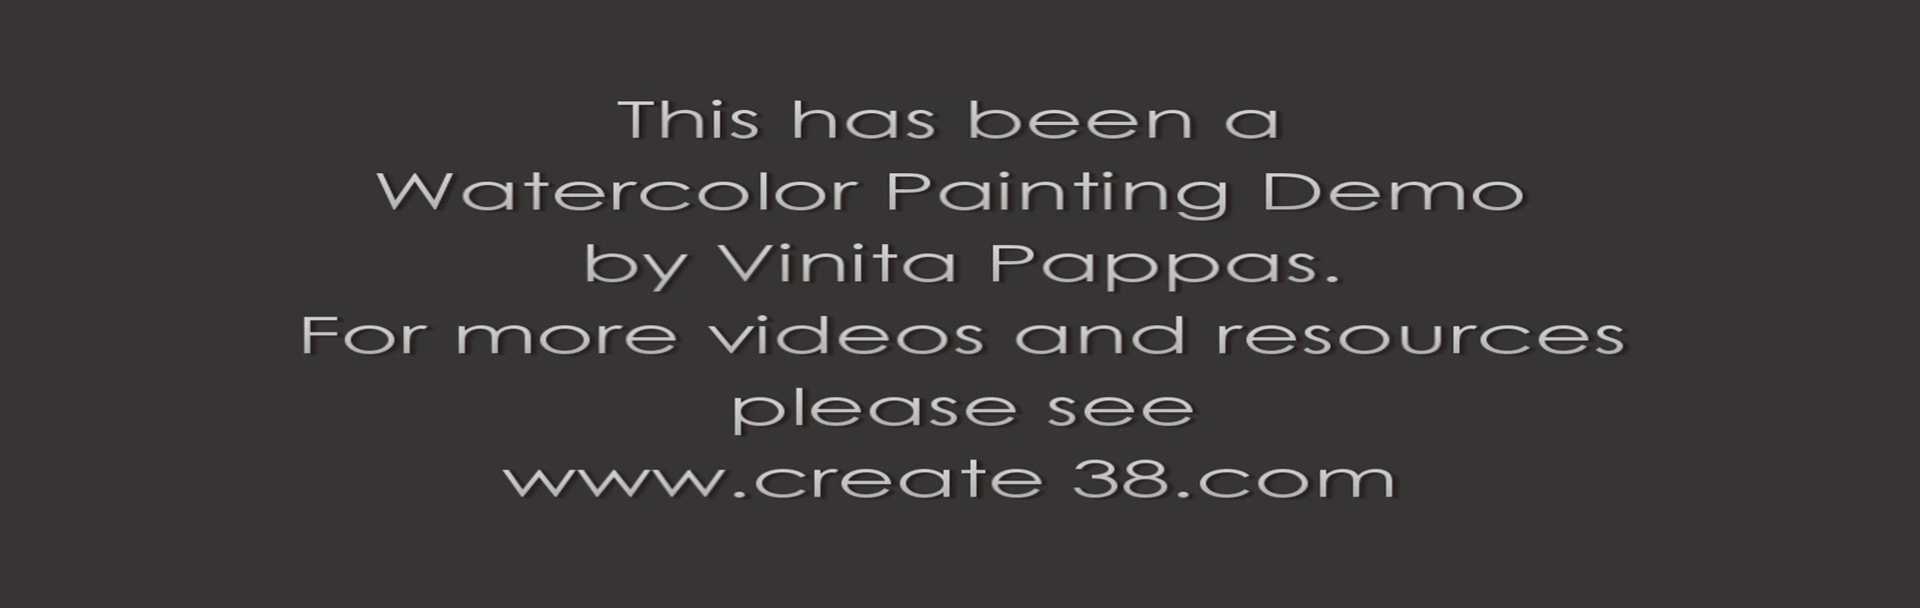 This has been a
Watercolor Painting Demo
by Vinita Pappas.
For more videos and resources
please see
www.create 38.com